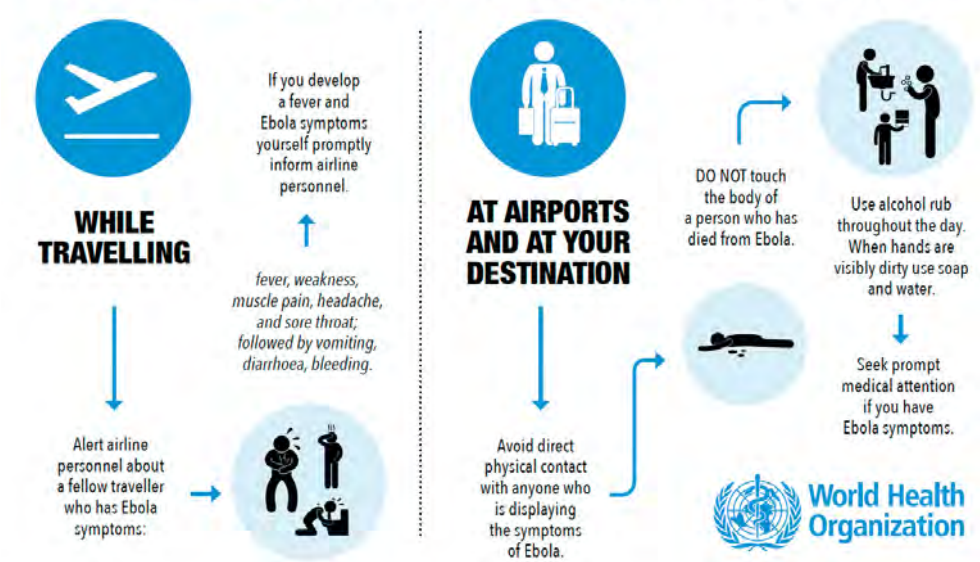 WHILE
TRAVELLING
Alert airline
personnel about
a fellow traveller
who has Ebola
symptoms:
fever, weakness,
muscle pain, headache,
and sore throat;
followed by vomiting,
diarrhoea, bleeding.
If you develop
a fever and
Ebola symptoms
yourself promptly
inform airline
personnel.
AT AIRPORTS
AND AT YOUR
DESTINATION
Avoid direct
physical contact
with anyone who
is displaying
the symptoms
of Ebola.
DO NOT touch
the body of
a person who has
died from Ebola.
Use alcohol rub
throughout the day.
When hands are
visibly dirty use soap
and water.
Seek prompt
medical attention
if you have
Ebola symptoms.
World Health
Organization